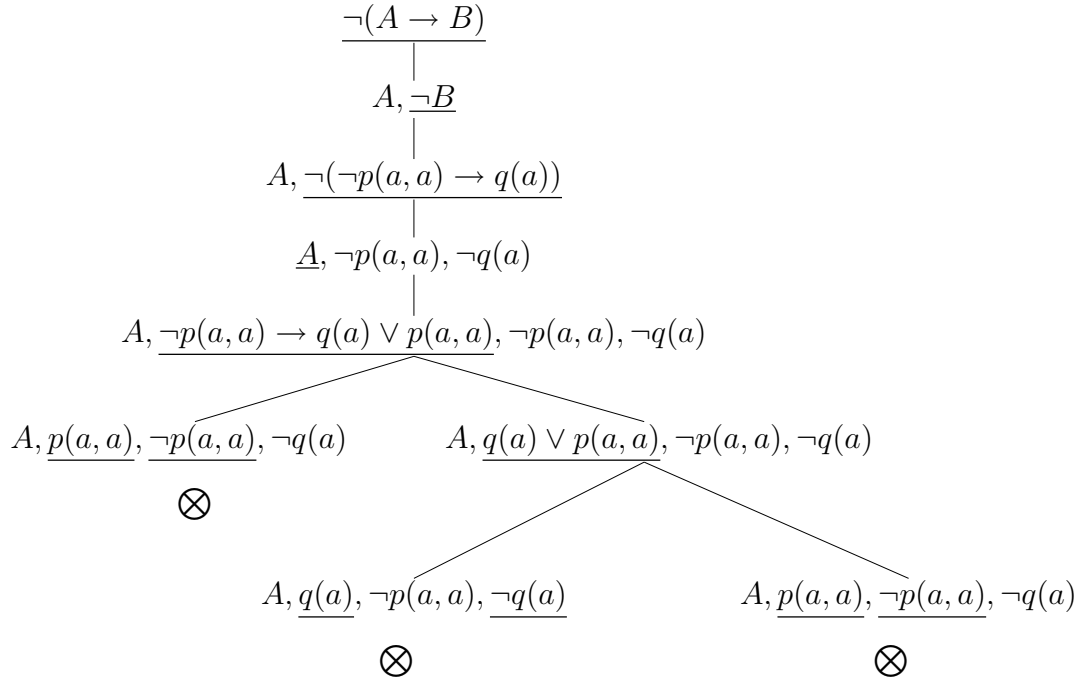 ¬(A → B)
A, ¬B
A, ¬(¬p(a, a) → q(a))
A, ¬p(a, a), ¬q(a)
A, ¬p(a, a) → q(a) ∨ p(a, a), ¬p(a, a), ¬q(a)
A, p(a, a), ¬p(a, a), ¬q(a)
A, q(a) ∨ p(a, a), ¬p(a, a), ¬q(a)
⊗
A, q(a), ¬p(a, a), ¬q(a)
A, p(a, a), ¬p(a, a), ¬q(a)
⊗
⊗